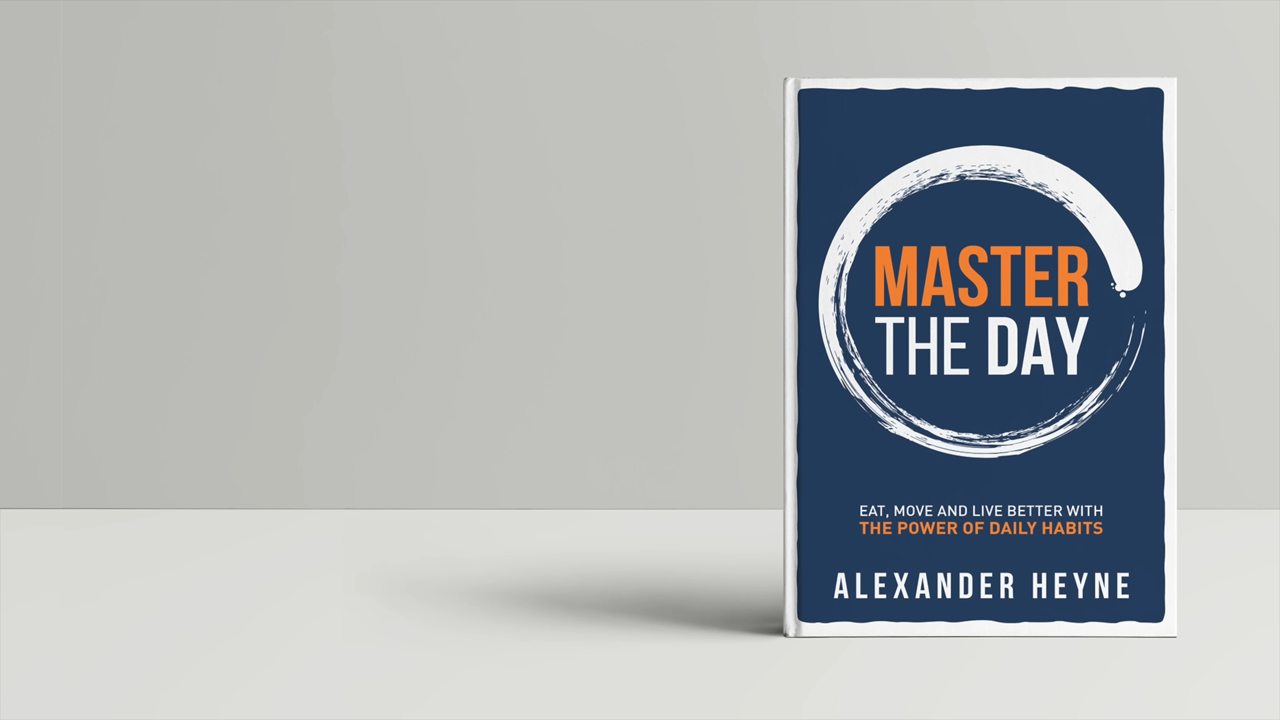 MASTER
THE DAY
EAT, MOVE AND LIVE BETTER WITH
THE POWER OF DAILY HABITS
ALEXANDER HEYNE